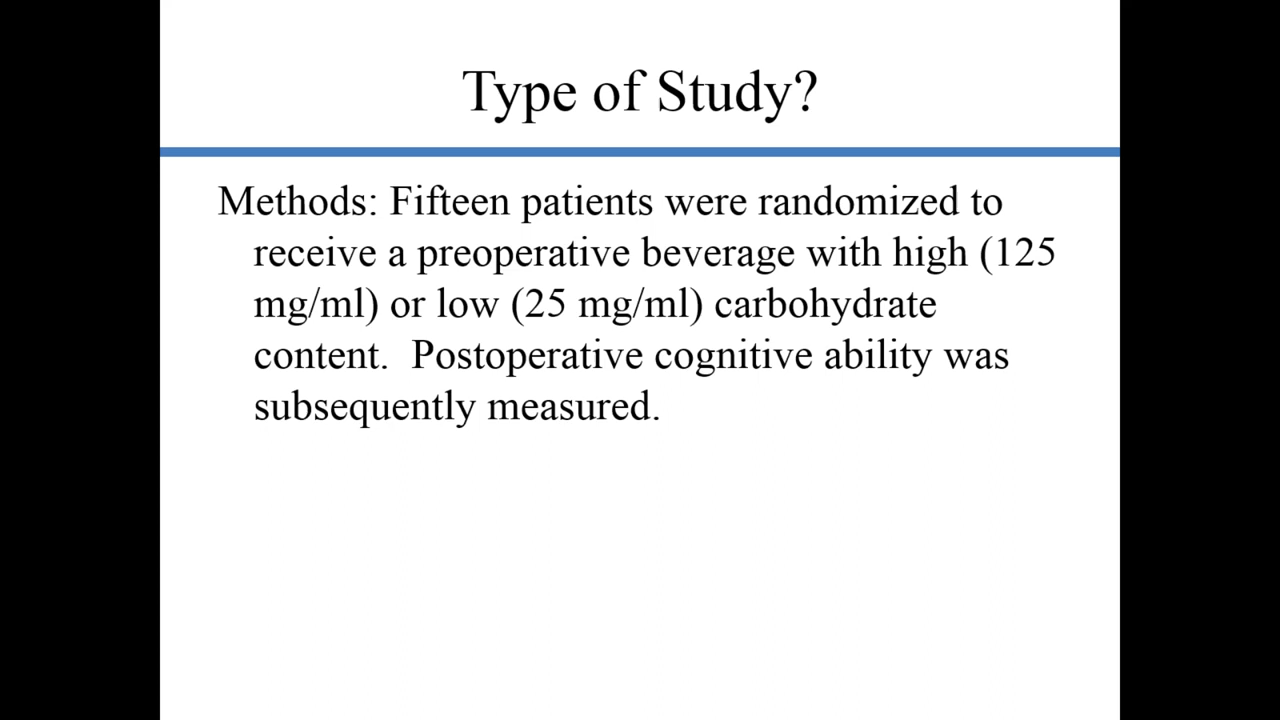 Type of Study?
Methods: Fifteen patients were randomized to
receive a preoperative beverage with high (125
mg/ml) or low (25 mg/ml) carbohydrate
content.  Postoperative cognitive ability was
subsequently measured.